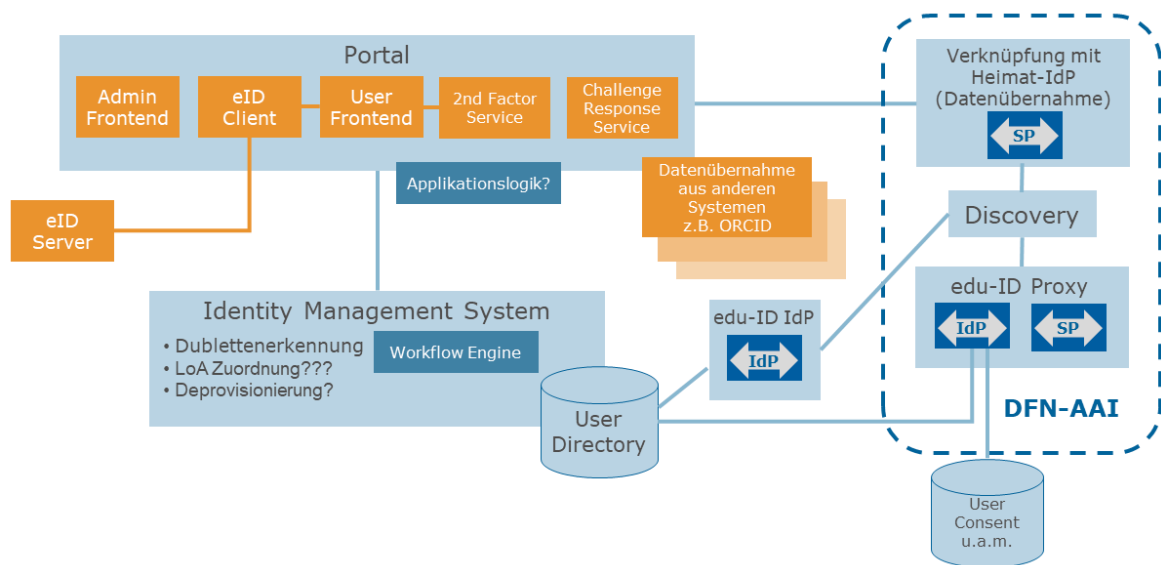 Portal
Admin
Frontend
eID
Client
User
Frontend
2nd Factor
Service
Challenge
Response
Service
Applikationslogik?
eID
Server
Datenübernahme
aus anderen
Systemen
z.B. ORCID
Verknüpfung mit
Heimat-IdP
(Datenübernahme)
SP
Discovery
edu-ID Proxy
IdP
SP
DFN-AAI
Identity Management System
• Dublettenerkennung
• LoA Zuordnung???
• Deprovisionierung?
Workflow Engine
User
Directory
edu-ID IdP
IdP
User
Consent
u.a.m.